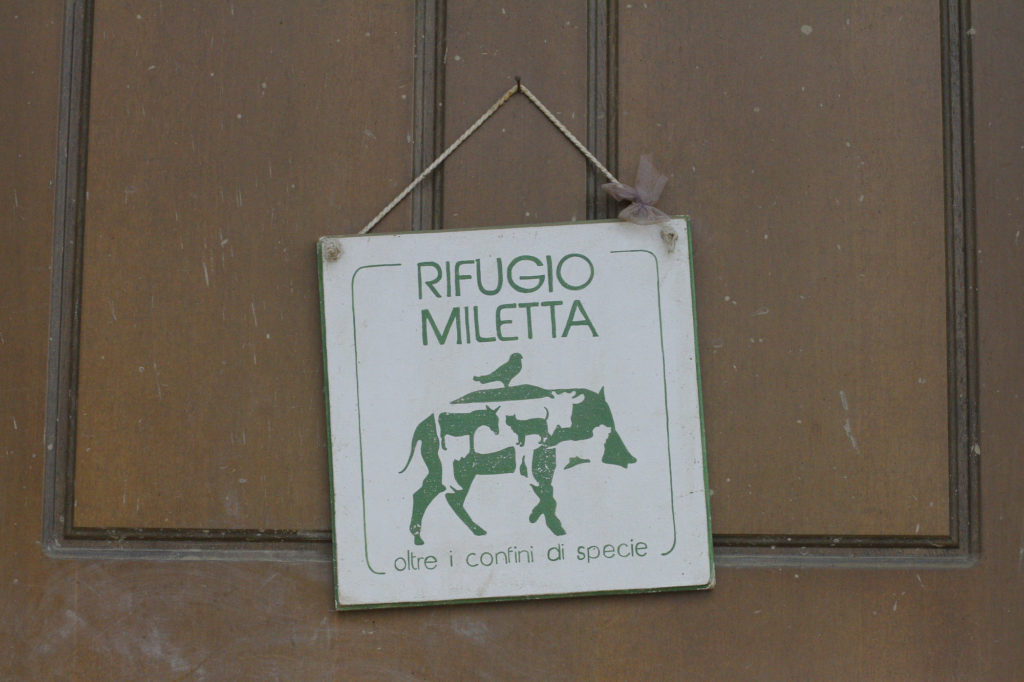 RIFUGIO
MILETTA
oltre i confini di specie